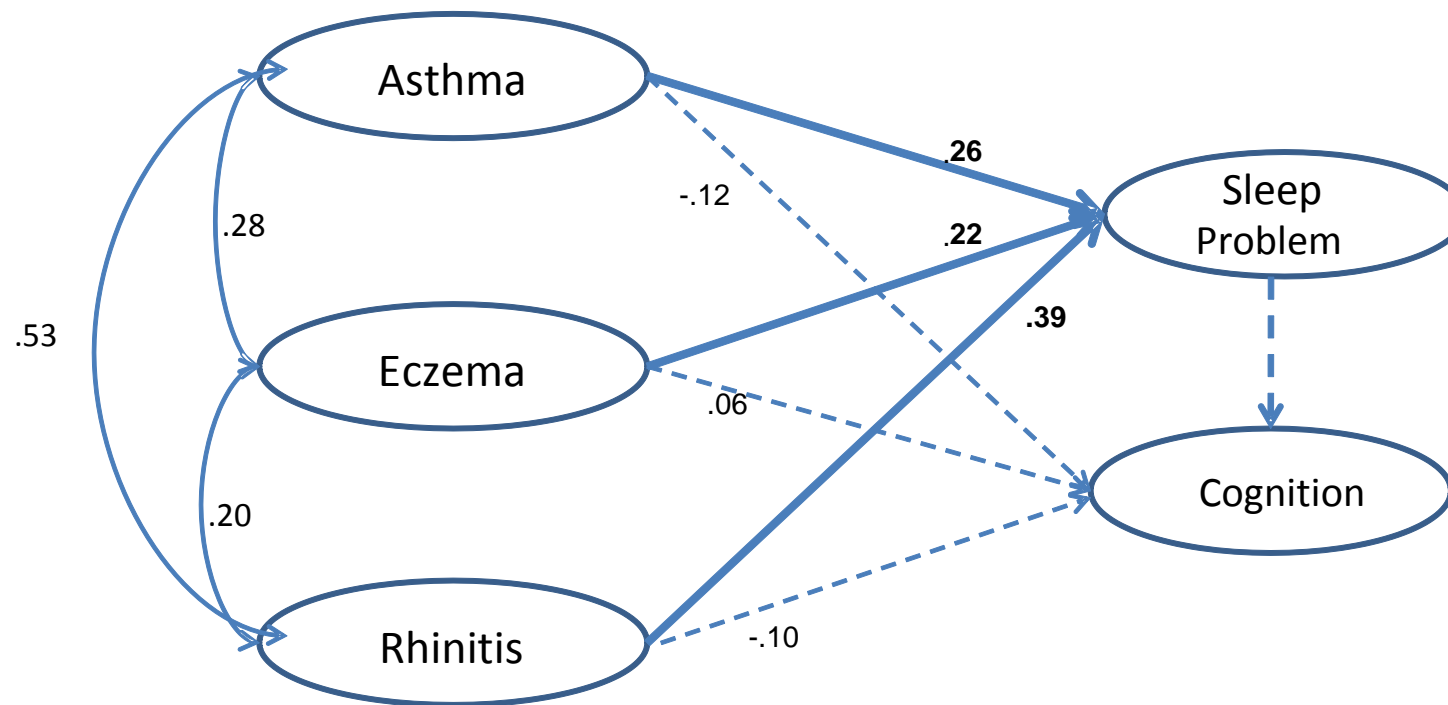 Asthma
.26
Sleep
Problem
-.12
.28
.22
.39
.53
Eczema
.06
Cognition
.20
-.10
Rhinitis